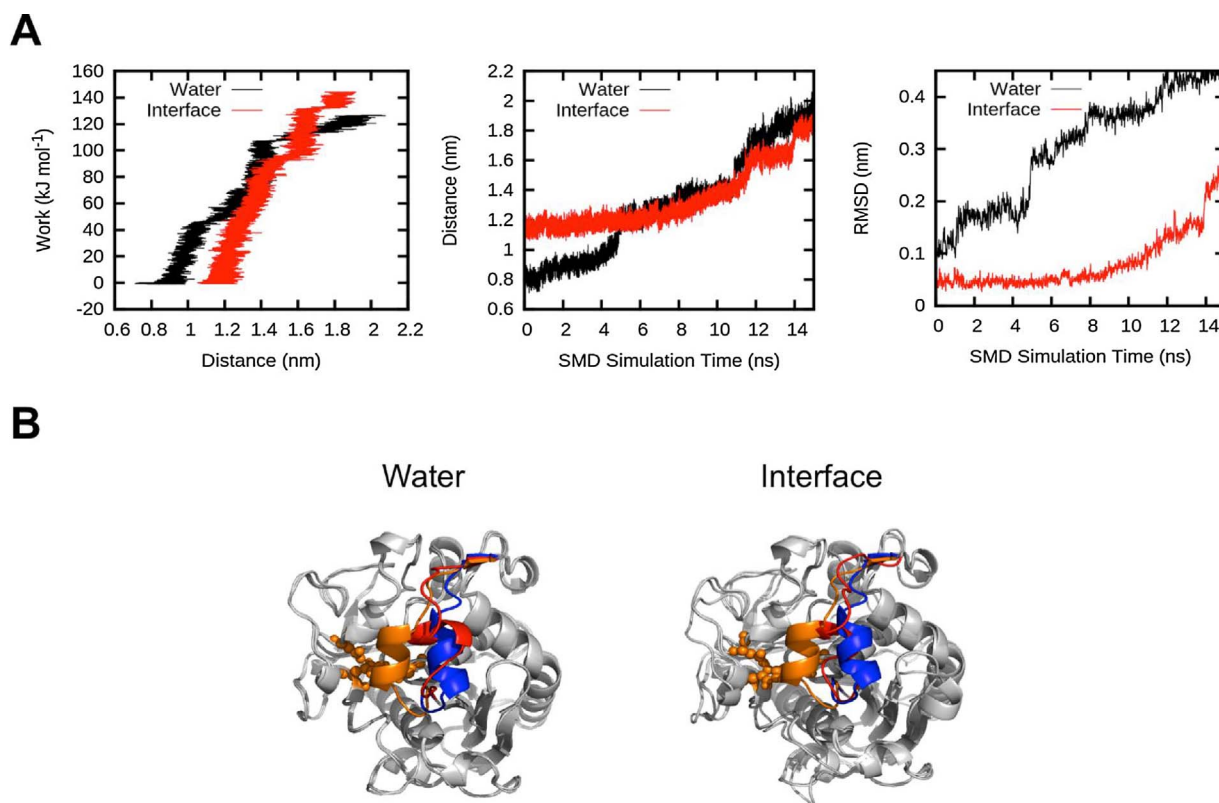 A
160
140
120
100
80
60
40
20
0
-20
Work (kJ mol-1)
Water
Interface
0.6 0.8 1 1.2 1.4 1.6 1.8 2 2.2
Distance (nm)
2.2
2
1.8
1.6
1.4
1.2
1
0.8
0.6
Distance (nm)
Water
Interface
0 2 4 6 8 10 12 14
SMD Simulation Time (ns)
0.4
0.3
0.2
0.1
0
RMSD (nm)
Water
Interface
0 2 4 6 8 10 12 14
SMD Simulation Time (ns)
B
Water Interface